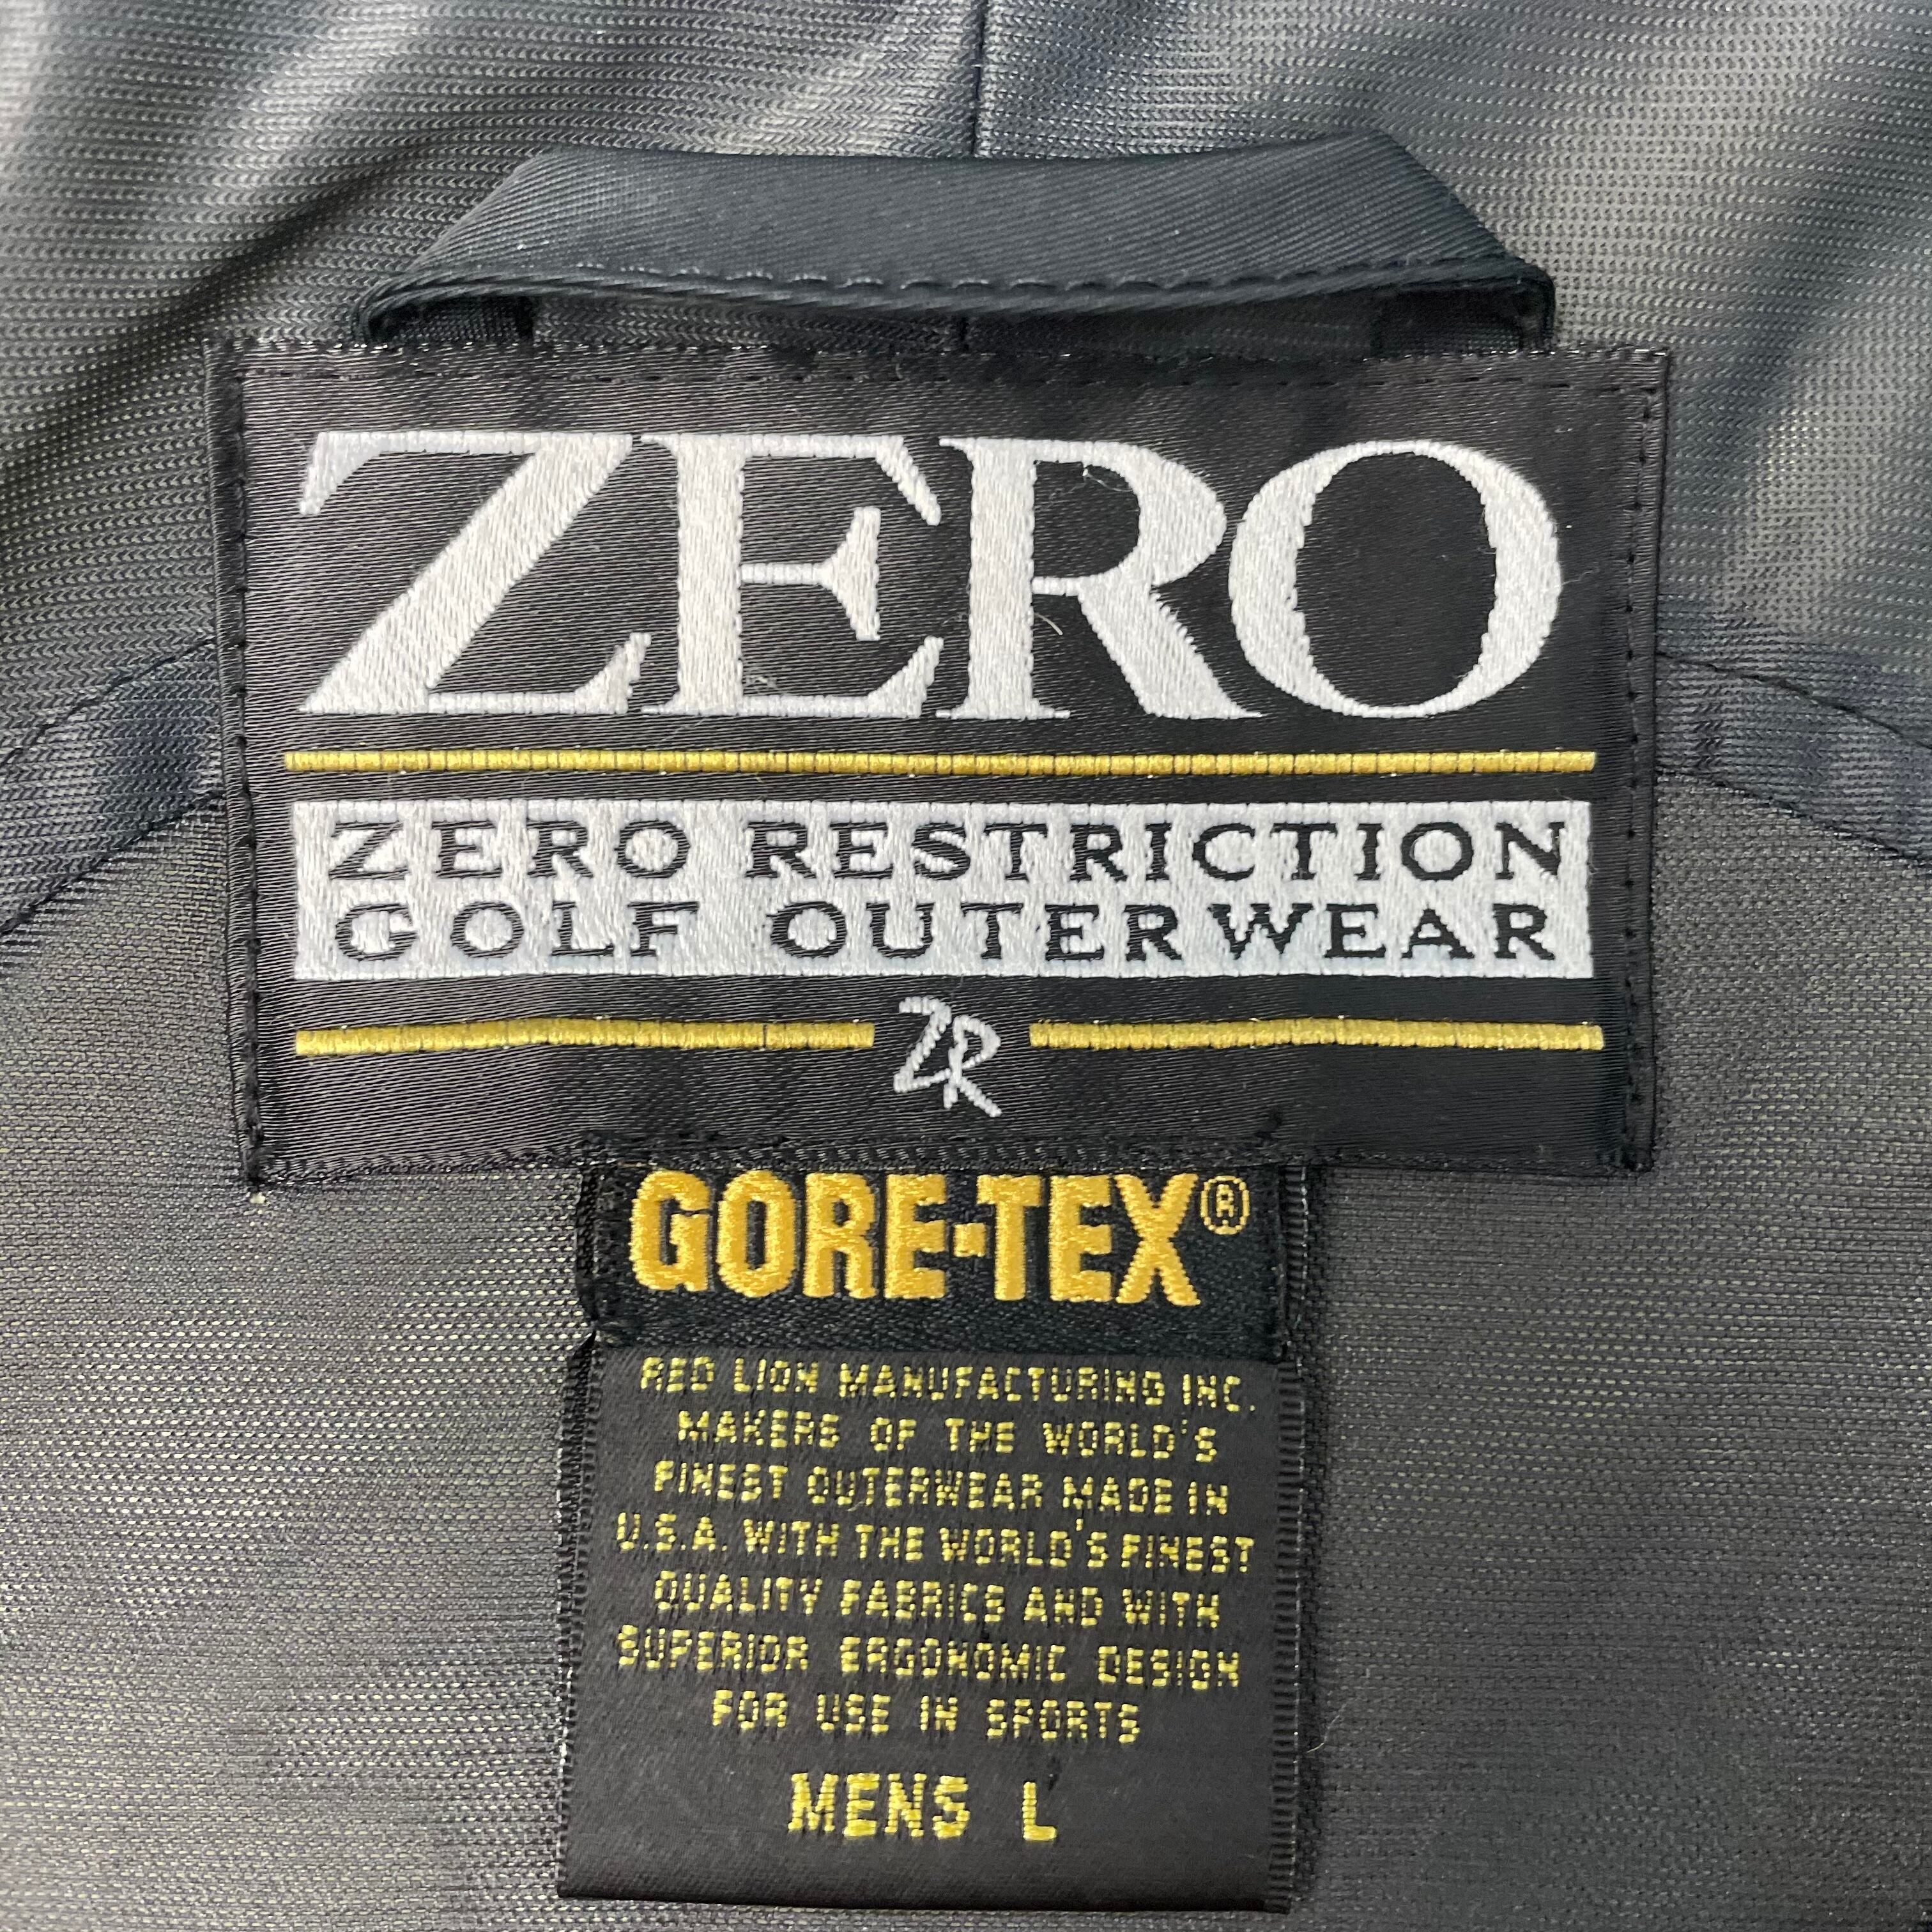 ZERO
ZERO RESTRICTION
GOLF OUTERWEAR
ZR
GORE-TEX®
RED LION MANUFACTURING INC.
MAKERS OF THE WORLD'S
FINEST OUTERWEAR MADE IN
U.S.A. WITH THE WORLD'S FINEST
QUALITY FABRICS AND WITH
SUPERIOR ERGONOMIC DESIGN
FOR USE IN SPORTS
MENS L